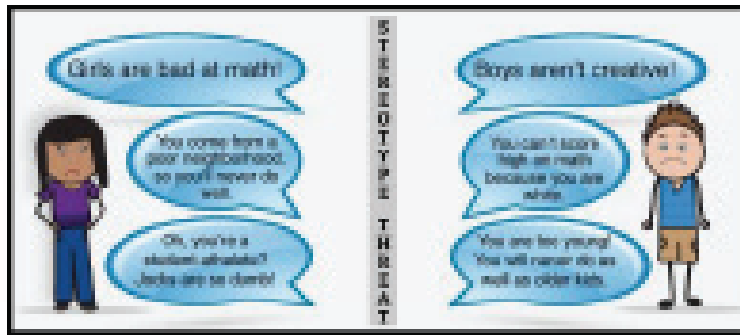 Girls are bad at math!
You come from a
poor neighborhood,
so you'll never do
well.
Oh, you're a
student-athelete?
Jocks are so dumb!
STEREOTYPE THREAT
Boys aren't creative!
You can't score
high on math
because you are
white.
You are too young!
You will never do as
well as older kids.